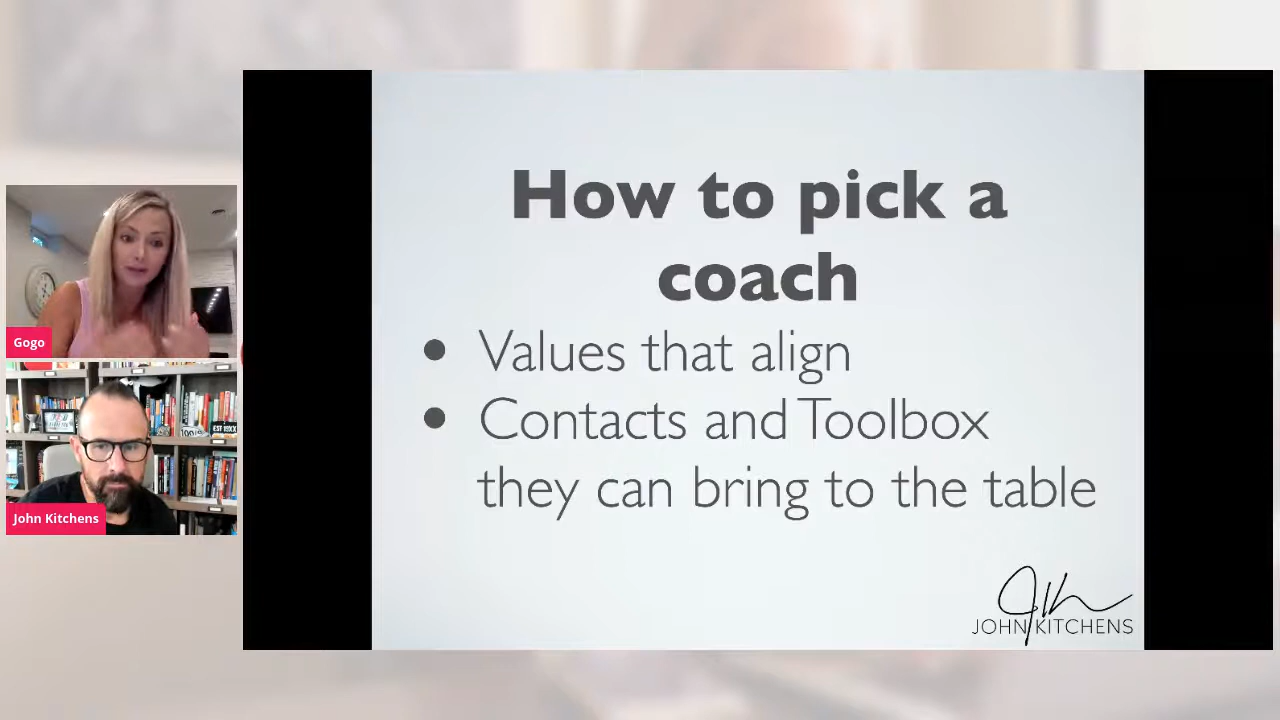 How to pick a
coach
• Values that align
• Contacts and Toolbox
they can bring to the table
JOHN KITCHENS
Gogo
John Kitchens